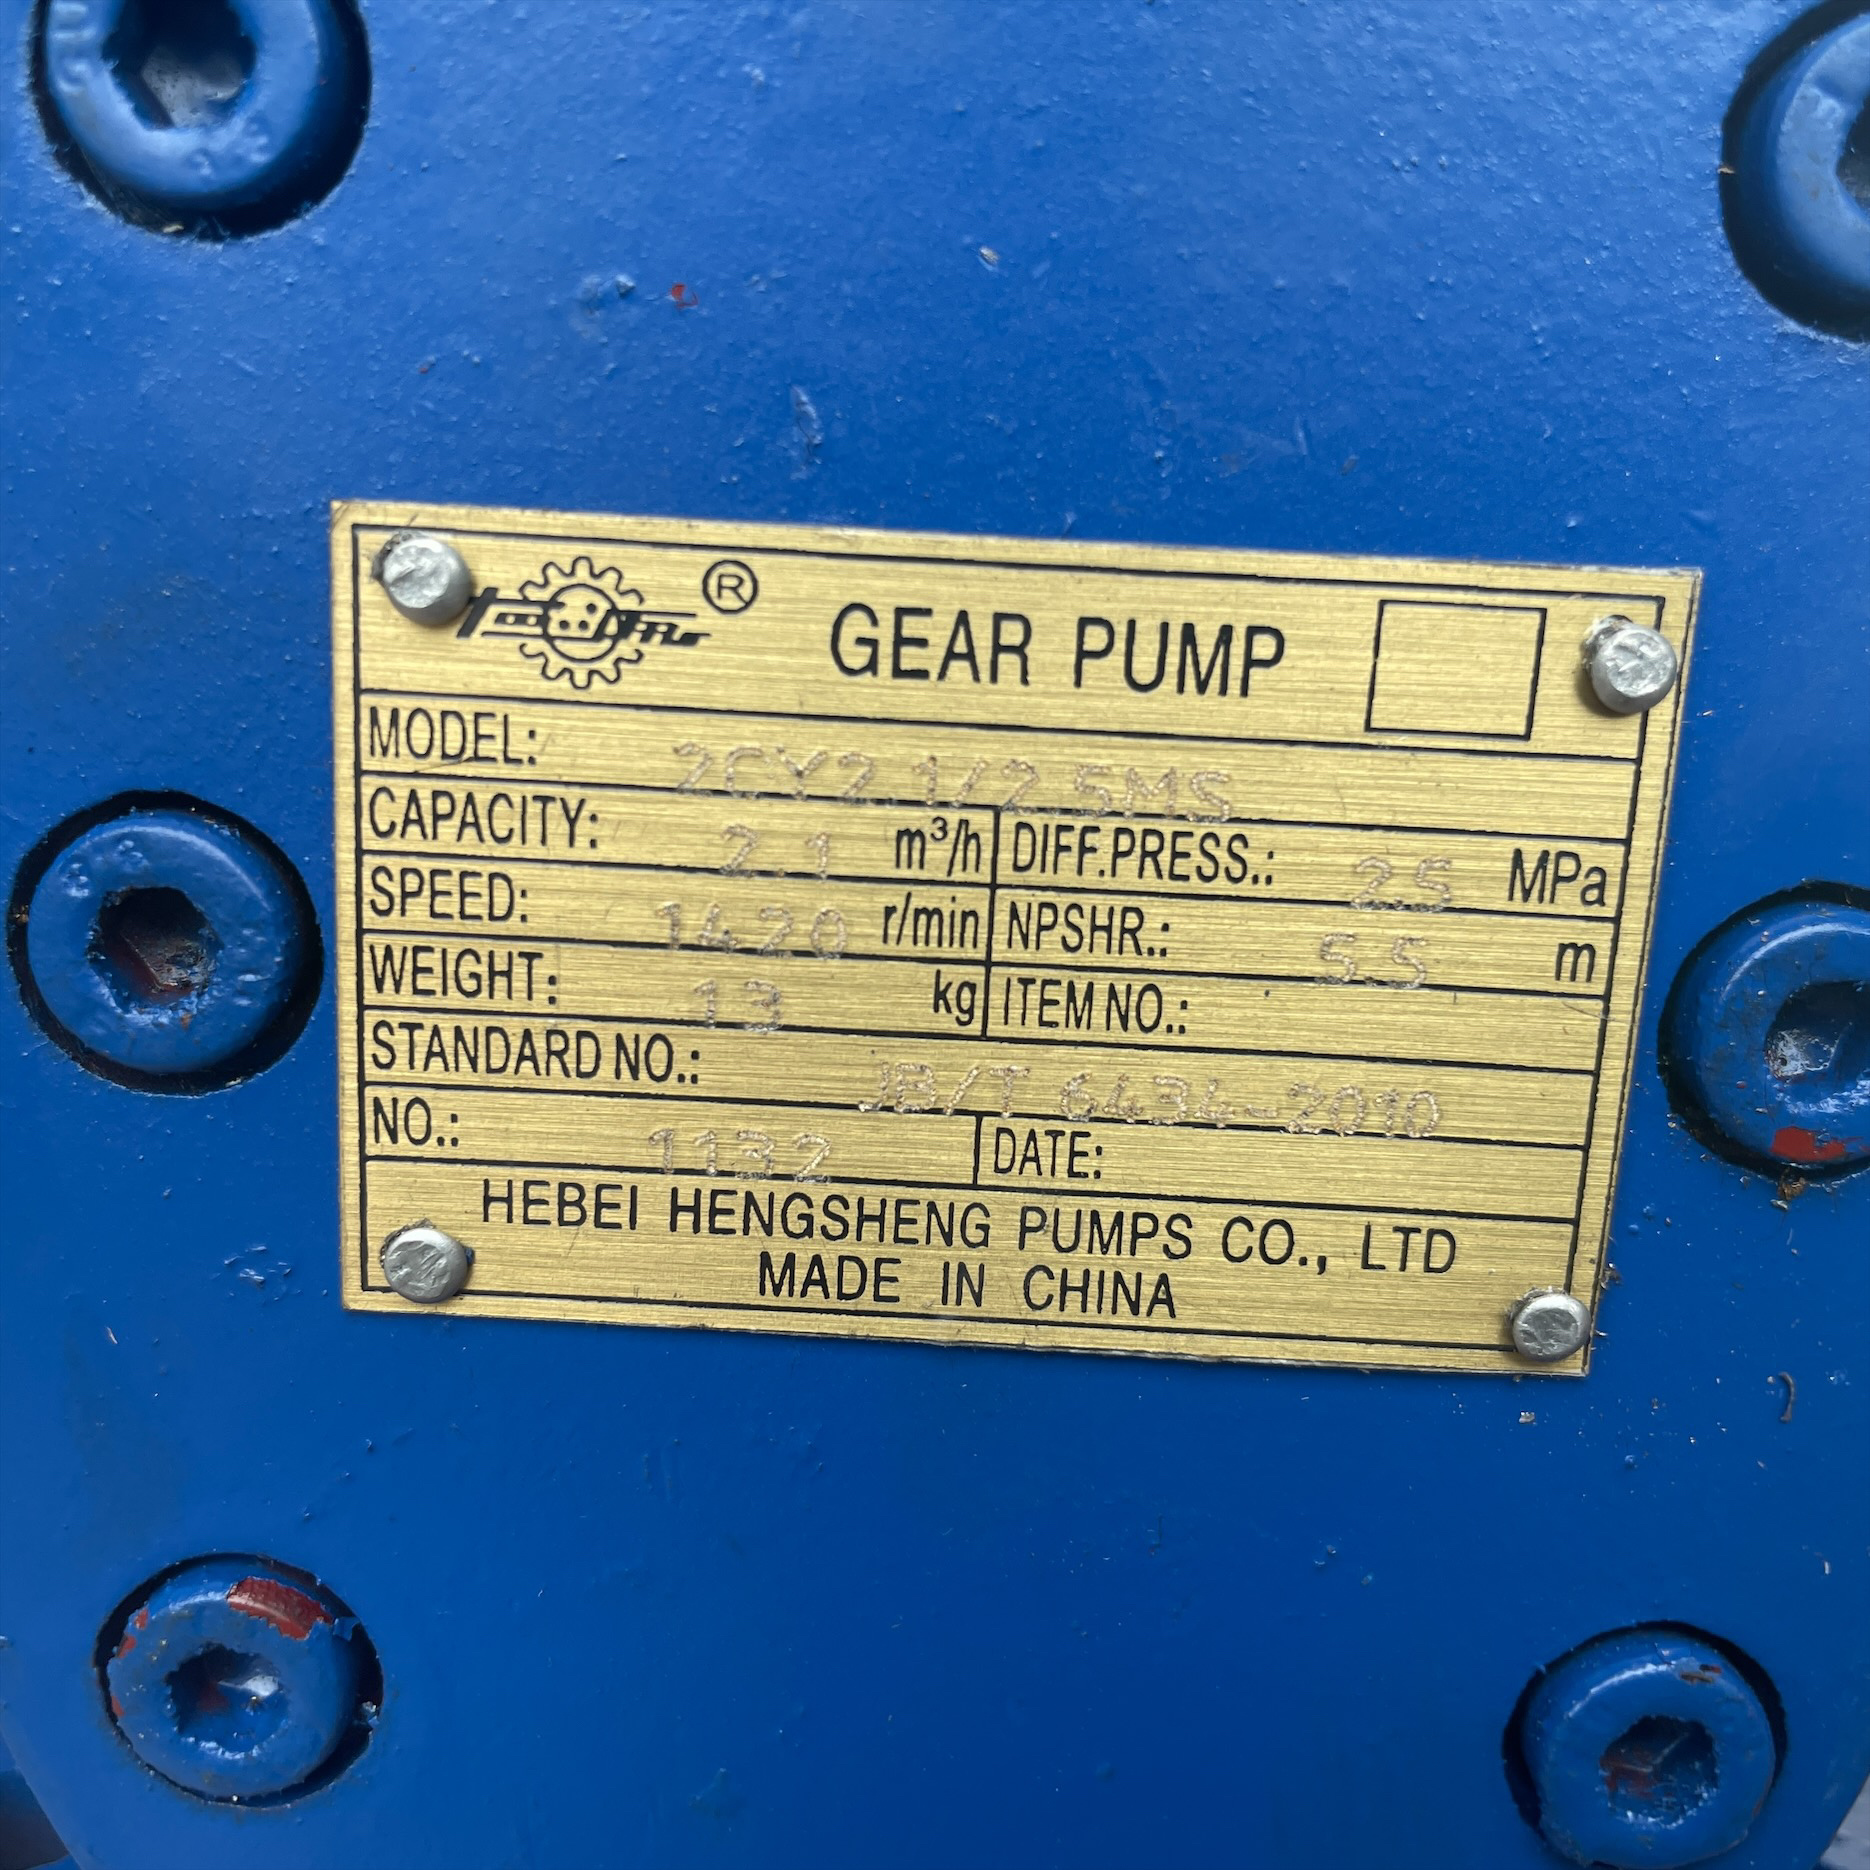 ® GEAR PUMP
MODEL: 2CY2.1/2.5MS
CAPACITY: 2.1 m³/h DIFF.PRESS.: 2.5 MPa
SPEED: 1420 r/min NPSHR.: 5.5 m
WEIGHT: 13 kg ITEM NO.:
STANDARD NO.: JB/T 6434-2010
NO.: 1132 DATE:
HEBEI HENGSHENG PUMPS CO., LTD
MADE IN CHINA